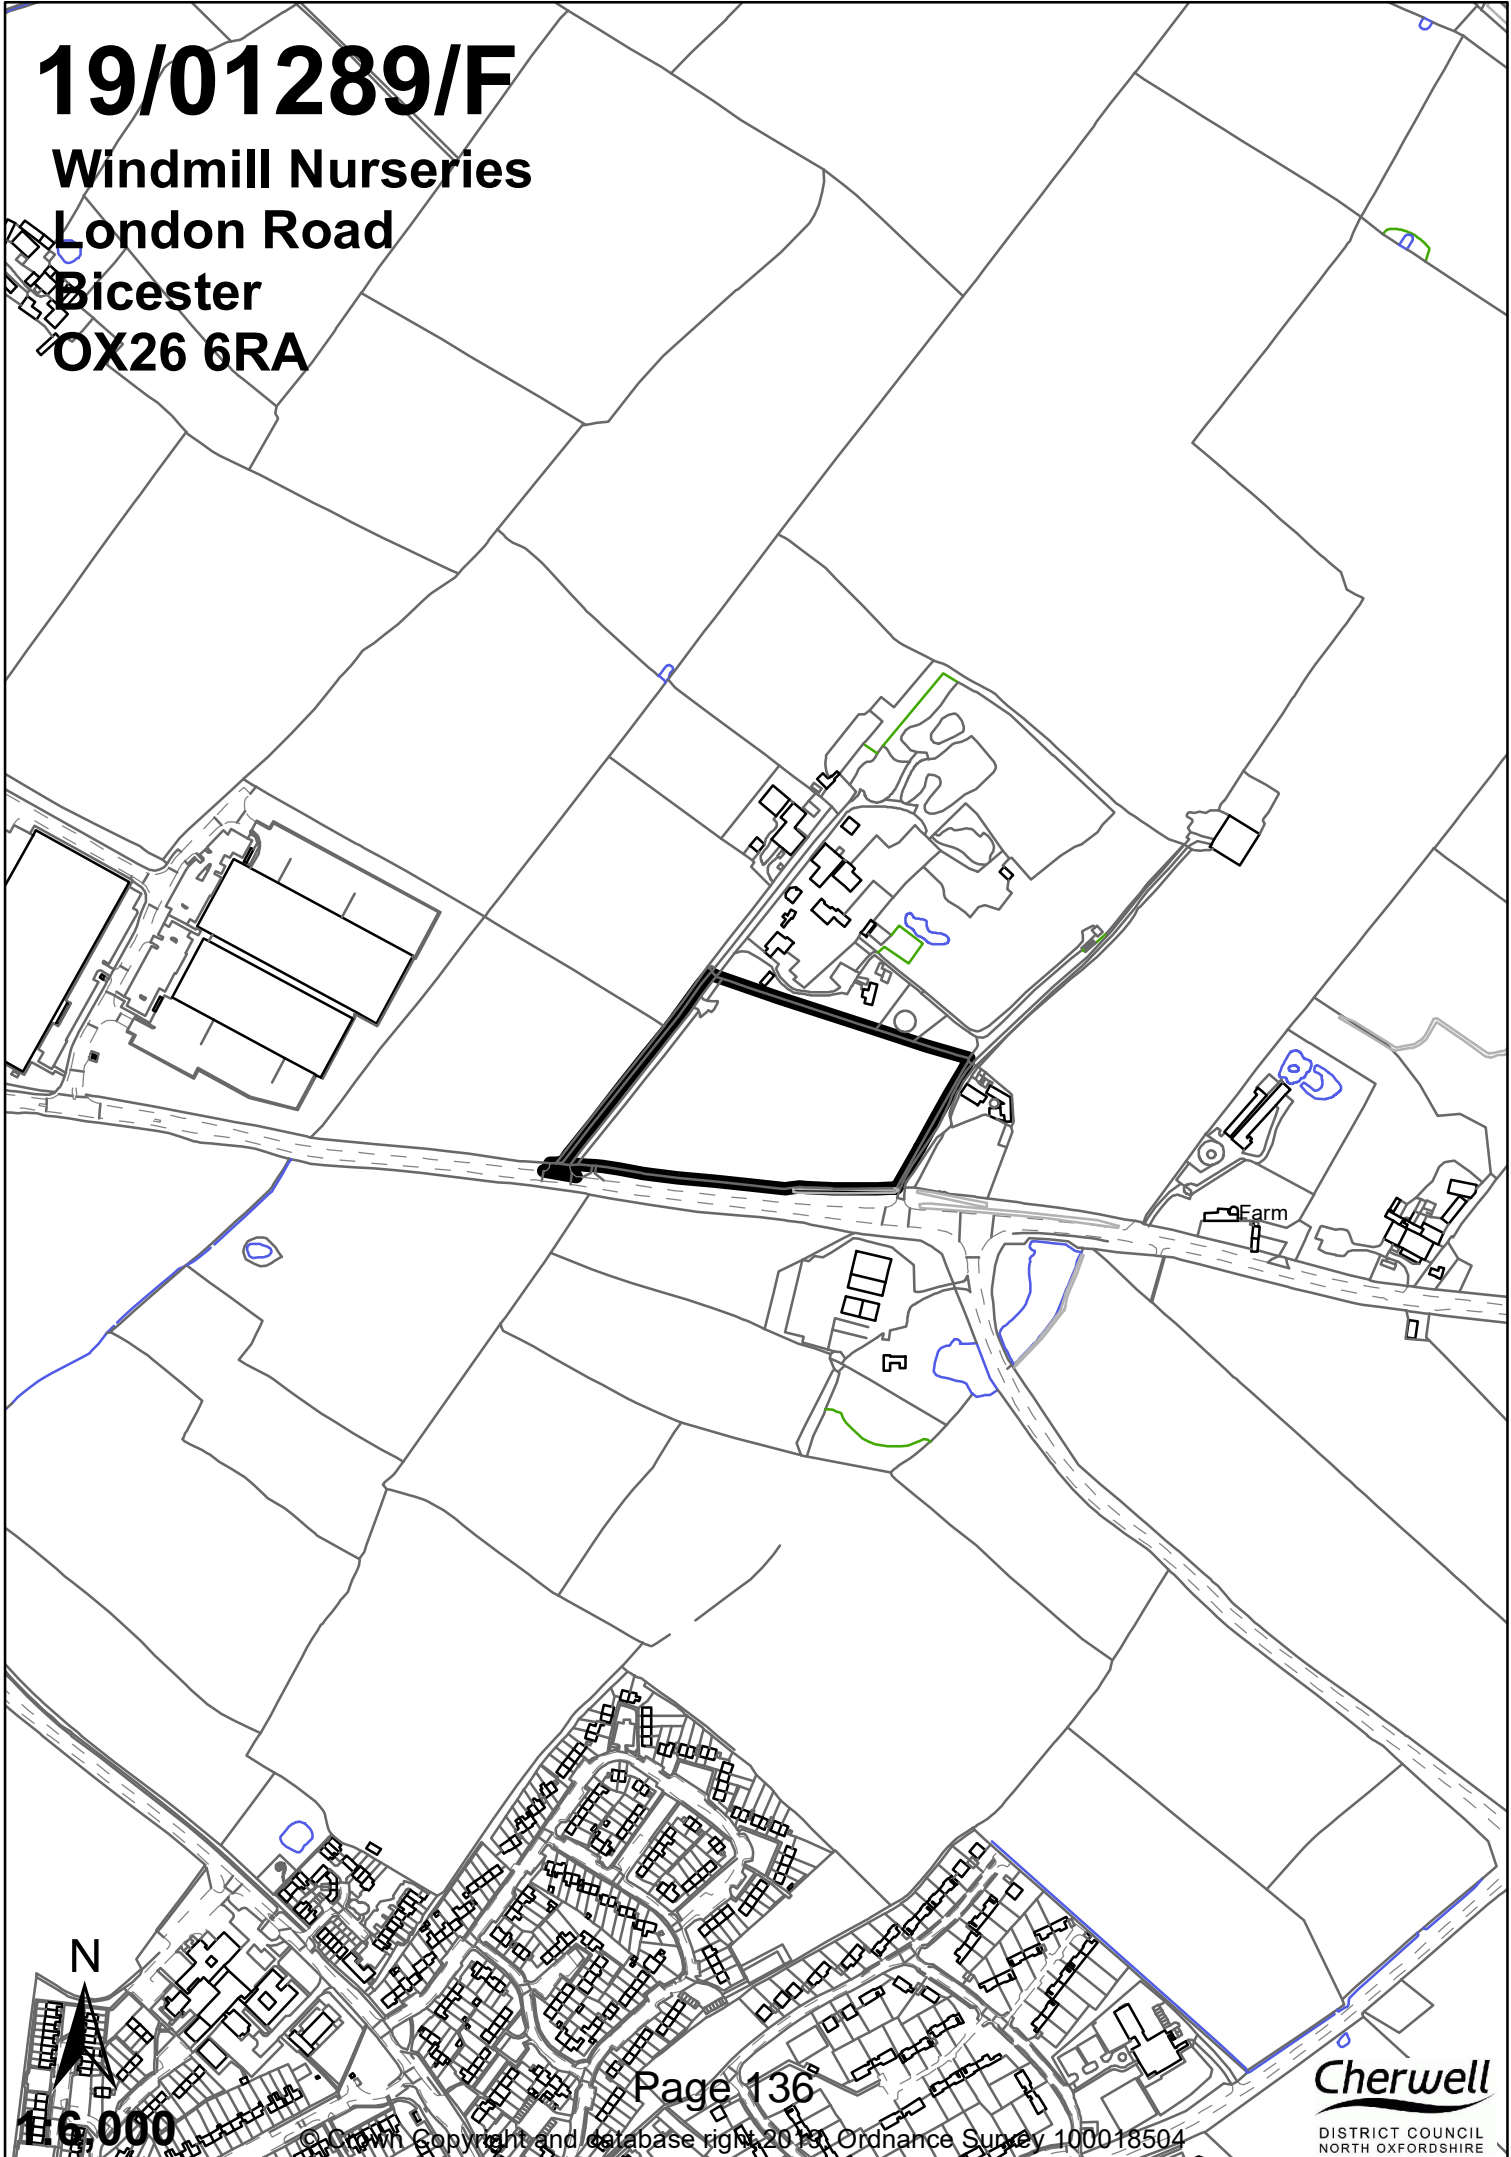 19/01289/F
Windmill Nurseries
London Road
Bicester
OX26 6RA
Farm
N
1:6,000
Page 136
© Crown Copyright and database right 2019. Ordnance Survey 100018504
Cherwell
DISTRICT COUNCIL
NORTH OXFORDSHIRE